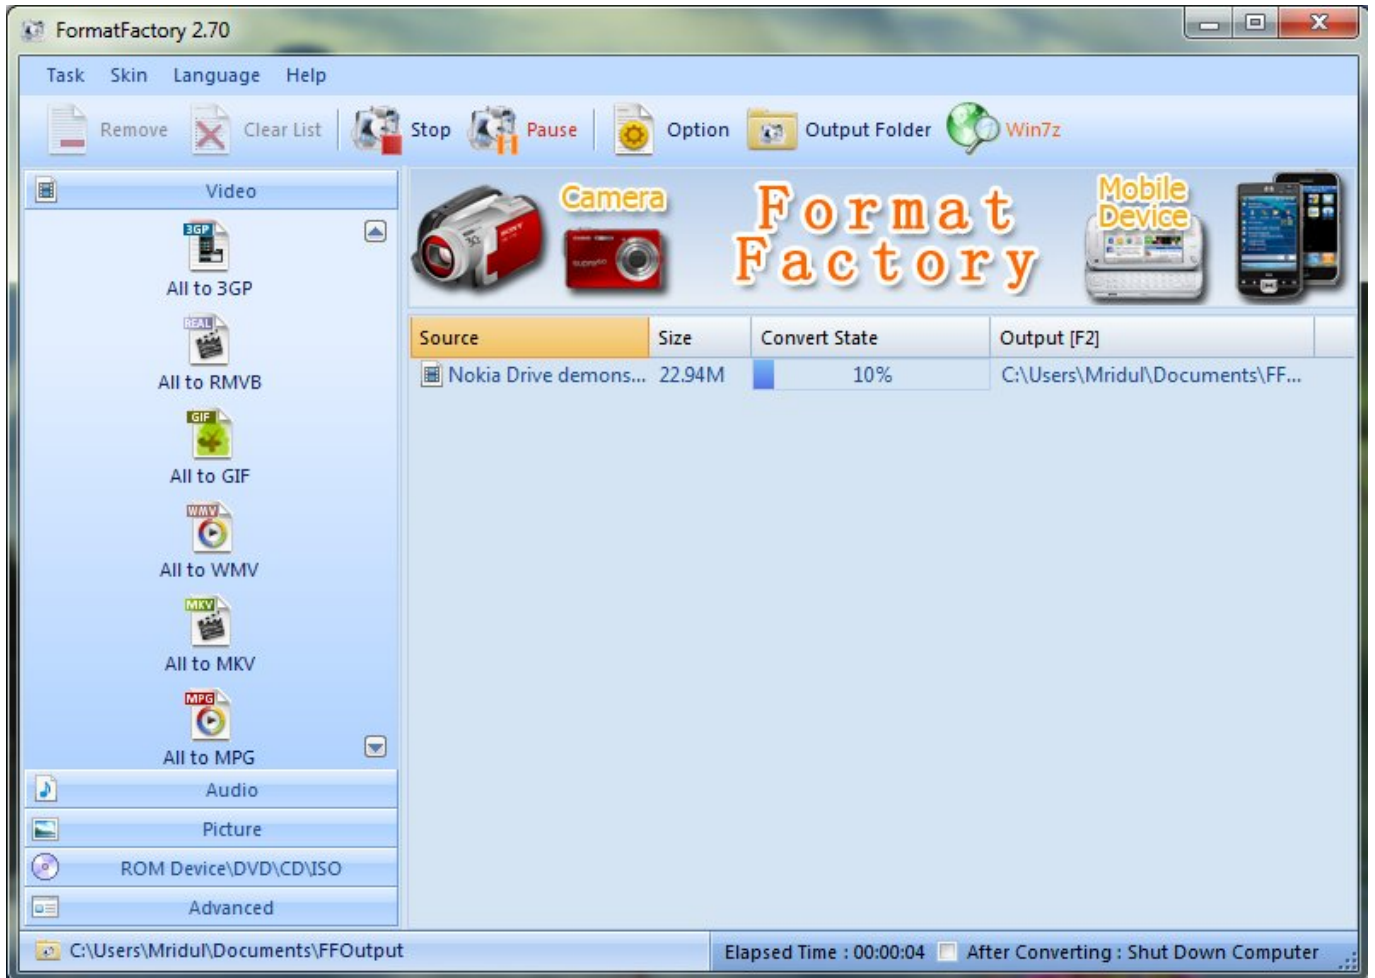 FormatFactory 2.70
Task Skin Language Help
Remove Clear List Stop Pause Option Output Folder Win7z
Video
3GP
All to 3GP
REAL
All to RMVB
GIF
All to GIF
WMV
All to WMV
MKV
All to MKV
MPG
All to MPG
Audio
Picture
ROM Device\DVD\CD\ISO
Advanced
Camera
Format
Factory
Mobile
Device
SONY
Source Size Convert State Output [F2]
Nokia Drive demons... 22.94M 10% C:\Users\Mridul\Documents\FF...
C:\Users\Mridul\Documents\FFOutput
Elapsed Time : 00:00:04 After Converting : Shut Down Computer